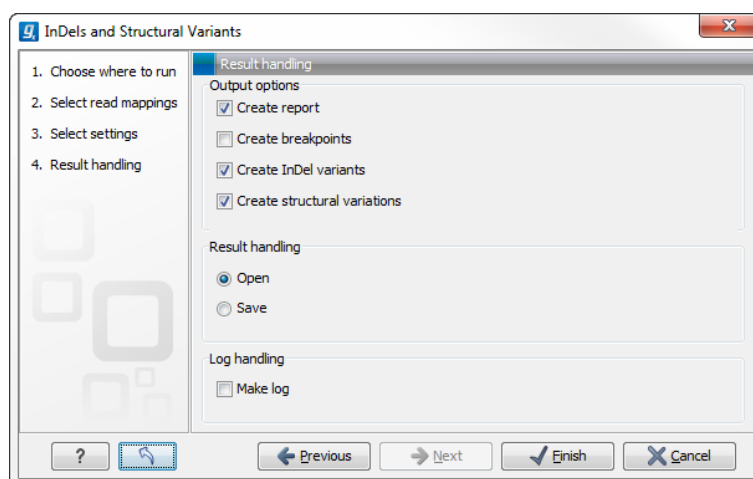 InDels and Structural Variants
1. Choose where to run
2. Select read mappings
3. Select settings
4. Result handling
Result handling
Output options
Create report
Create breakpoints
Create InDel variants
Create structural variations
Result handling
Open
Save
Log handling
Make log
? Previous Next Finish Cancel